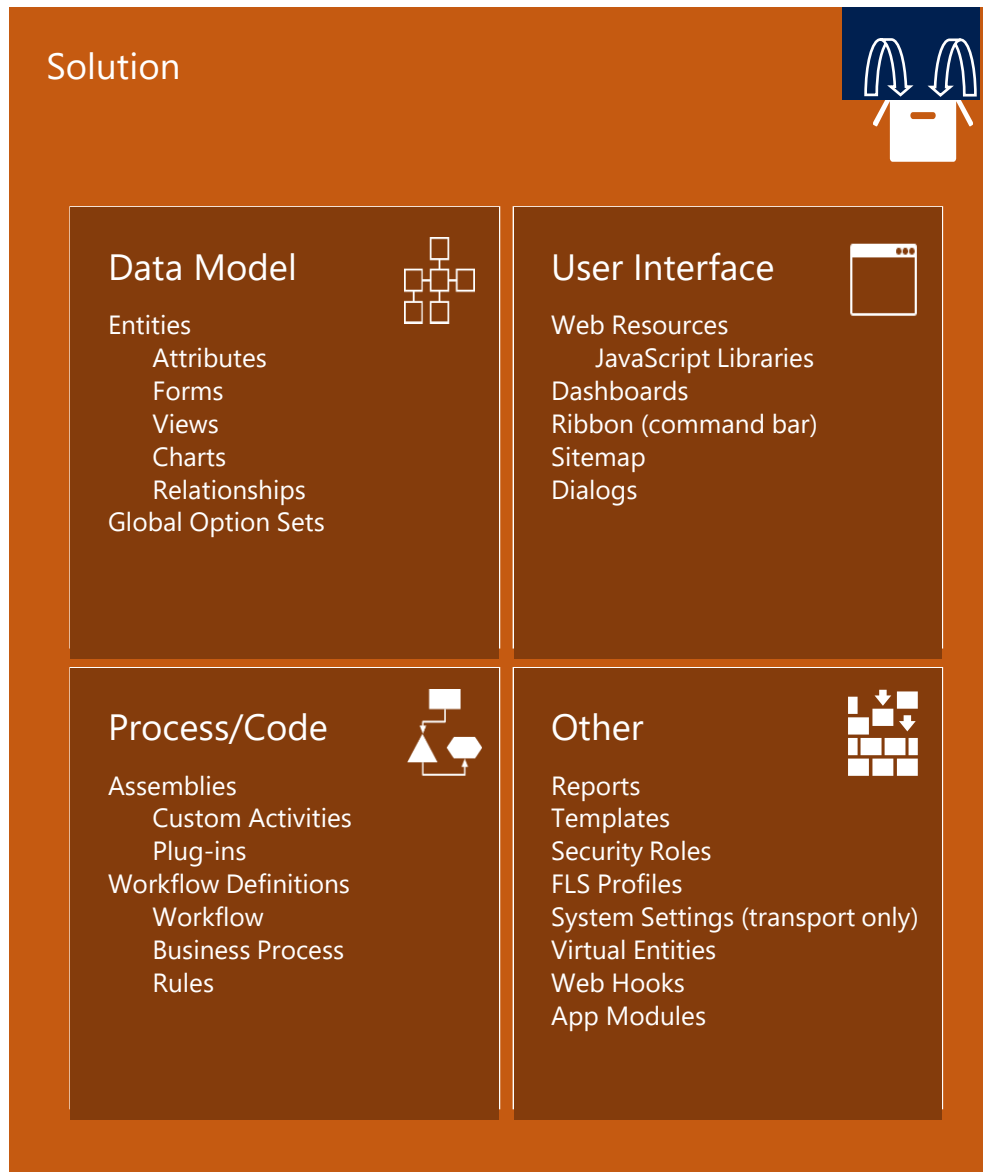 Solution
Data Model
Entities
Attributes
Forms
Views
Charts
Relationships
Global Option Sets
User Interface
Web Resources
JavaScript Libraries
Dashboards
Ribbon (command bar)
Sitemap
Dialogs
Process/Code
Assemblies
Custom Activities
Plug-ins
Workflow Definitions
Workflow
Business Process
Rules
Other
Reports
Templates
Security Roles
FLS Profiles
System Settings (transport only)
Virtual Entities
Web Hooks
App Modules